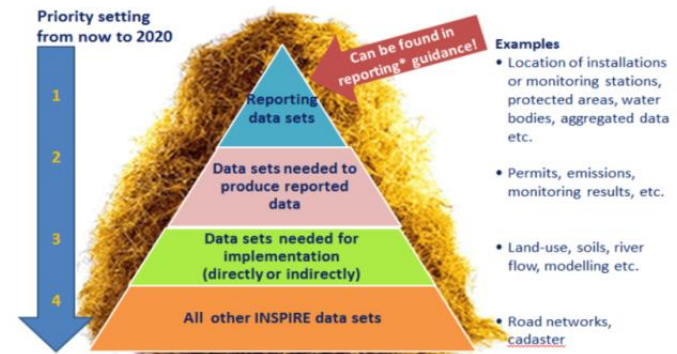 Priority setting
from now to 2020
1
2
3
4
Can be found in
reporting* guidance!
Reporting
data sets
Data sets needed to
produce reported
data
Data sets needed for
implementation
(directly or indirectly)
All other INSPIRE data sets
Examples
• Location of installations
or monitoring stations,
protected areas, water
bodies, aggregated data
etc.
• Permits, emissions,
monitoring results, etc.
• Land-use, soils, river
flow, modelling etc.
• Road networks,
cadaster